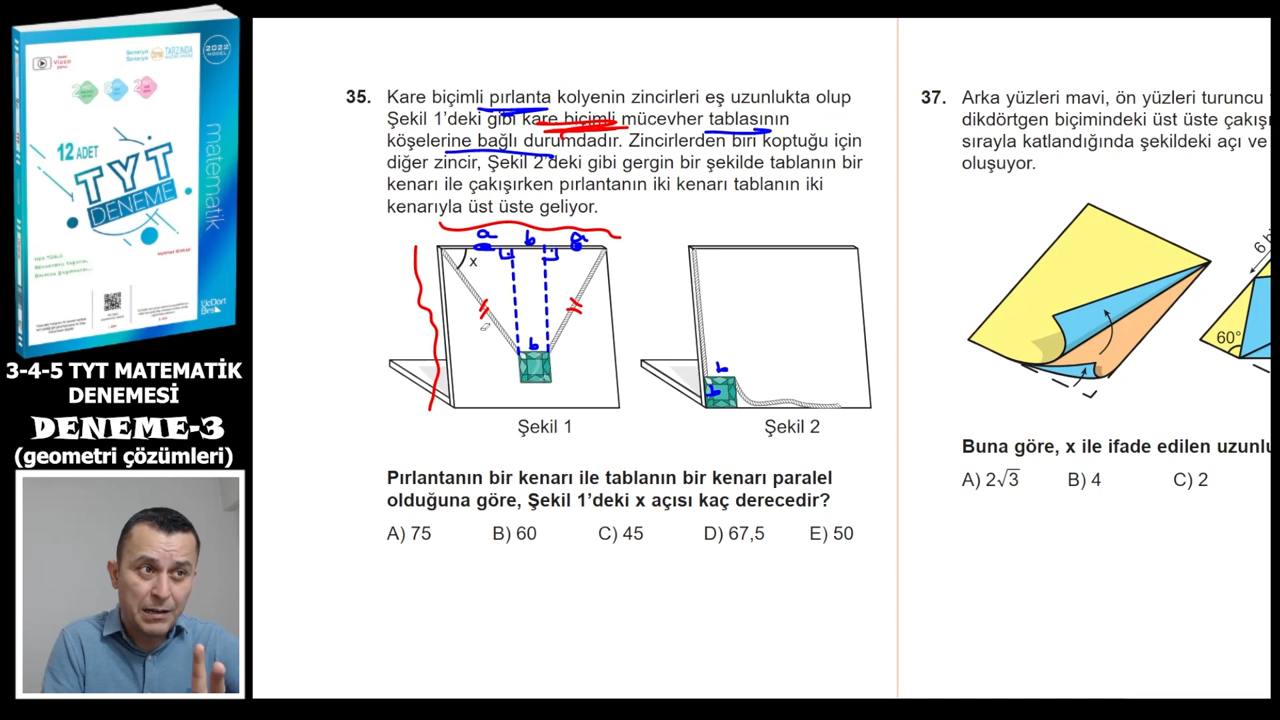 2022
MODEL
TARZINDA
matematik
12 ADET
TYT
DENEME
ÜçDört
Beş
3-4-5 TYT MATEMATİK
DENEMESİ
DENEME-3
(geometri çözümleri)
35. Kare biçimli pırlanta kolyenin zincirleri eş uzunlukta olup
Şekil 1’deki gibi kare biçimli mücevher tablasının
köşelerine bağlı durumdadır. Zincirlerden biri koptuğu için
diğer zincir, Şekil 2’deki gibi gergin bir şekilde tablanın bir
kenarı ile çakışırken pırlantanın iki kenarı tablanın iki
kenarıyla üst üste geliyor.
a b a
x
b
Şekil 1
b
b
Şekil 2
Pırlantanın bir kenarı ile tablanın bir kenarı paralel
olduğuna göre, Şekil 1’deki x açısı kaç derecedir?
A) 75 B) 60 C) 45 D) 67,5 E) 50
37. Arka yüzleri mavi, ön yüzleri turuncu
dikdörtgen biçimindeki üst üste çakış
sırayla katlandığında şekildeki açı ve
oluşuyor.
6 b
60°
Buna göre, x ile ifade edilen uzunlu
A) 2√3 B) 4 C) 2